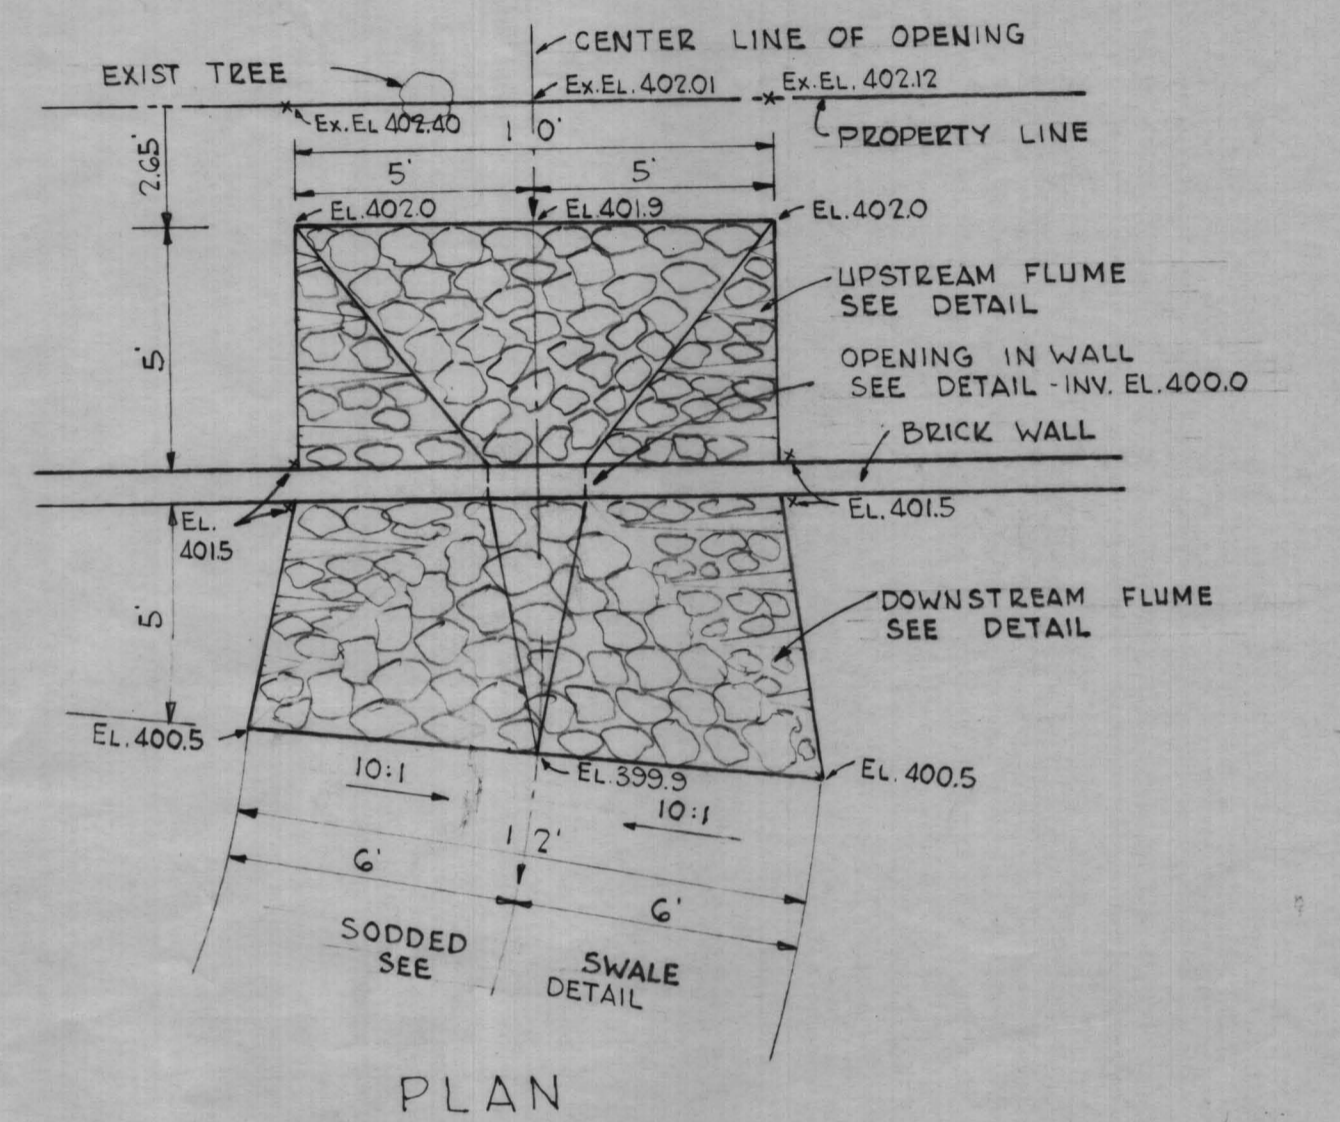 CENTER LINE OF OPENING
EXIST TREE
Ex.EL. 402.01
Ex.EL. 402.12
Ex.EL 402.40
PROPERTY LINE
10'
2.65'
5'
5'
EL.402.0
EL.401.9
EL.402.0
UPSTREAM FLUME
SEE DETAIL
5'
OPENING IN WALL
SEE DETAIL - INV. EL.400.0
BRICK WALL
EL.
401.5
EL.401.5
5'
DOWNSTREAM FLUME
SEE DETAIL
EL.400.5
EL.399.9
EL.400.5
10:1
10:1
12'
6'
6'
SODDED
SEE
SWALE
DETAIL
PLAN